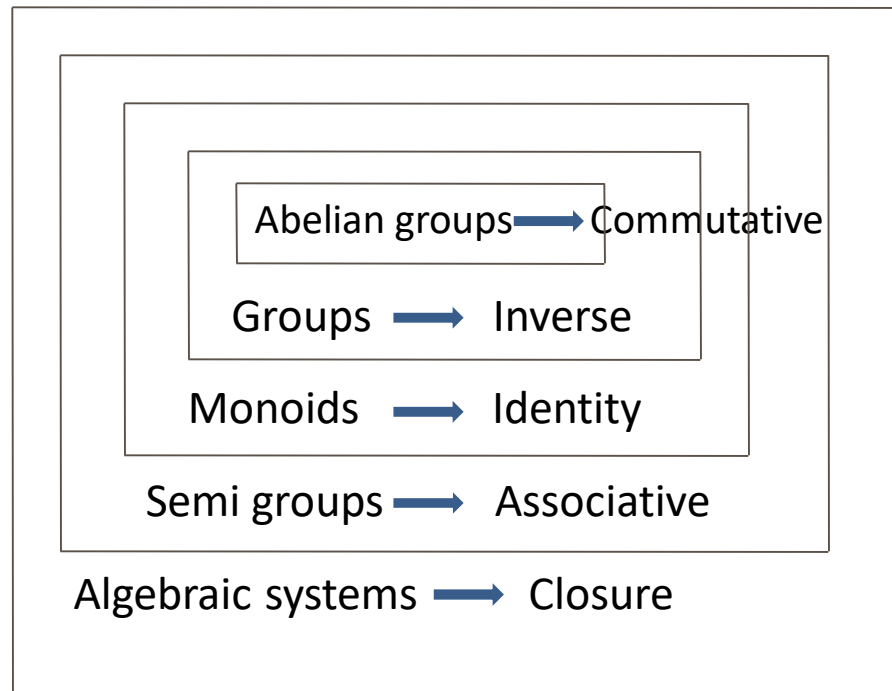 Abelian groups Commutative
Groups Inverse
Monoids Identity
Semi groups Associative
Algebraic systems Closure